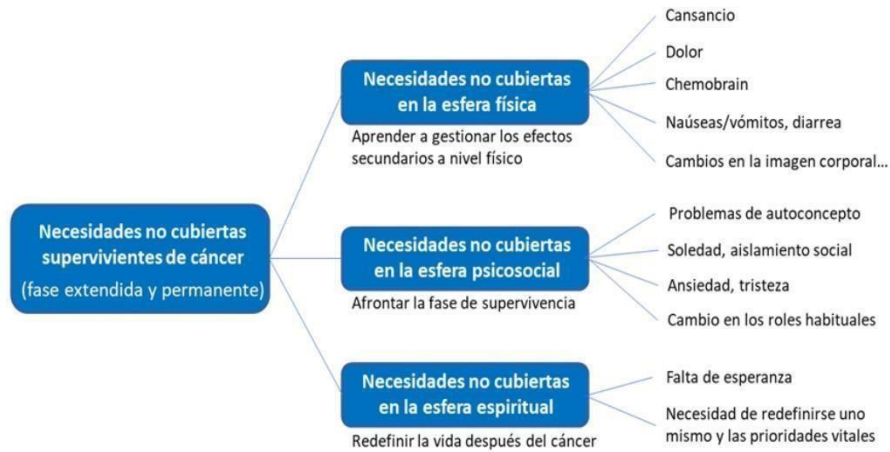 Necesidades no cubiertas
supervivientes de cáncer
(fase extendida y permanente)
Necesidades no cubiertas
en la esfera física
Aprender a gestionar los efectos
secundarios a nivel físico
Cansancio
Dolor
Chemobrain
Naúseas/vómitos, diarrea
Cambios en la imagen corporal...
Necesidades no cubiertas
en la esfera psicosocial
Afrontar la fase de supervivencia
Problemas de autoconcepto
Soledad, aislamiento social
Ansiedad, tristeza
Cambio en los roles habituales
Necesidades no cubiertas
en la esfera espiritual
Redefinir la vida después del cáncer
Falta de esperanza
Necesidad de redefinirse uno
mismo y las prioridades vitales